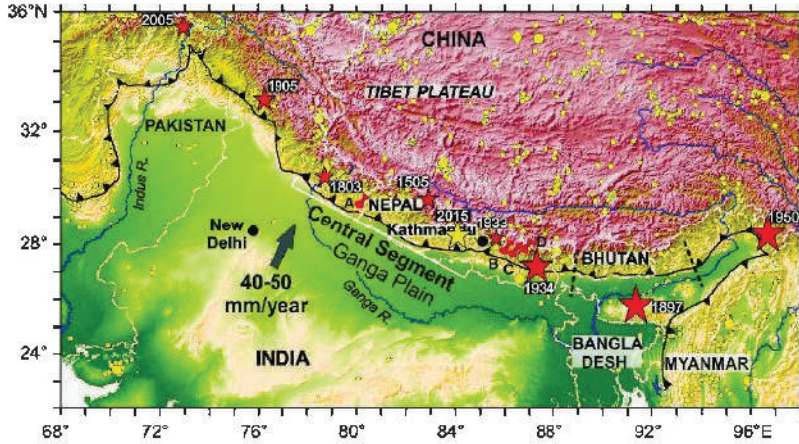 36°N
2005
CHINA
1905
TIBET PLATEAU
32°
PAKISTAN
Indus R.
1803
1505
A
NEPAL
2015
1950
28°
New
Delhi
Kathmandu
D
BHUTAN
B C
Central Segment
Ganga Plain
40-50
mm/year
Ganga R.
1934
1897
24°
INDIA
BANGLA
DESH
MYANMAR
68°
72°
76°
80°
84°
88°
92°
96°E